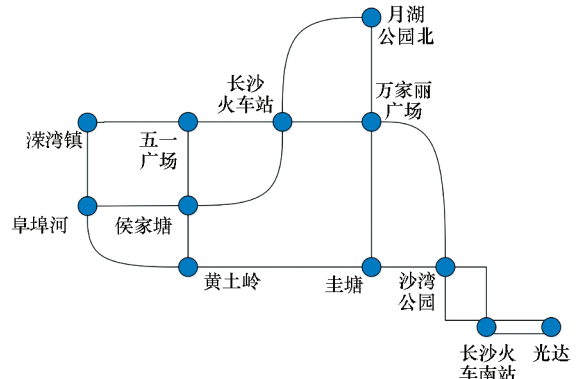 月湖
公园北
长沙
火车站
万家丽
广场
溁湾镇
五一
广场
阜埠河
侯家塘
黄土岭
圭塘
沙湾
公园
长沙火
车南站
光达